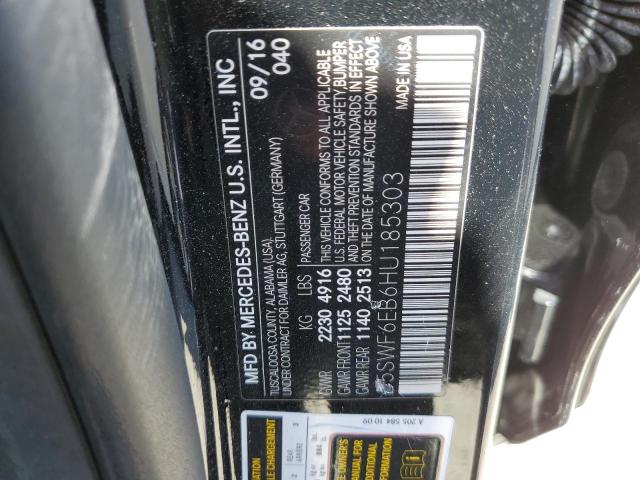 MFD BY MERCEDES-BENZ U.S. INTL., INC
TUSCALOOSA COUNTY, ALABAMA (USA)
UNDER CONTRACT FOR DAIMLER AG, STUTTGART (GERMANY)
09/16
040
KG LBS PASSENGER CAR
GVWR 2230 4916
GAWR FRONT 1125 2480
GAWR REAR 1140 2513
THIS VEHICLE CONFORMS TO ALL APPLICABLE
U.S. FEDERAL MOTOR VEHICLE SAFETY, BUMPER
AND THEFT PREVENTION STANDARDS IN EFFECT
ON THE DATE OF MANUFACTURE SHOWN ABOVE
55SWF6EB6HU185303
MADE IN USA
A 205 584 10 09